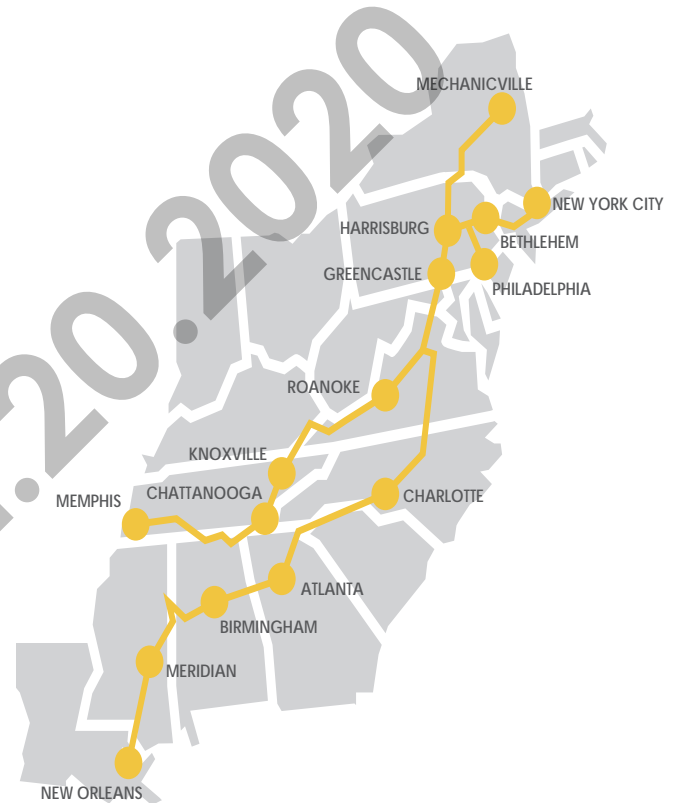 MECHANICVILLE
NEW YORK CITY
HARRISBURG
BETHLEHEM
GREENCASTLE
PHILADELPHIA
ROANOKE
KNOXVILLE
CHATTANOOGA
MEMPHIS
CHARLOTTE
ATLANTA
BIRMINGHAM
MERIDIAN
NEW ORLEANS
2.2020